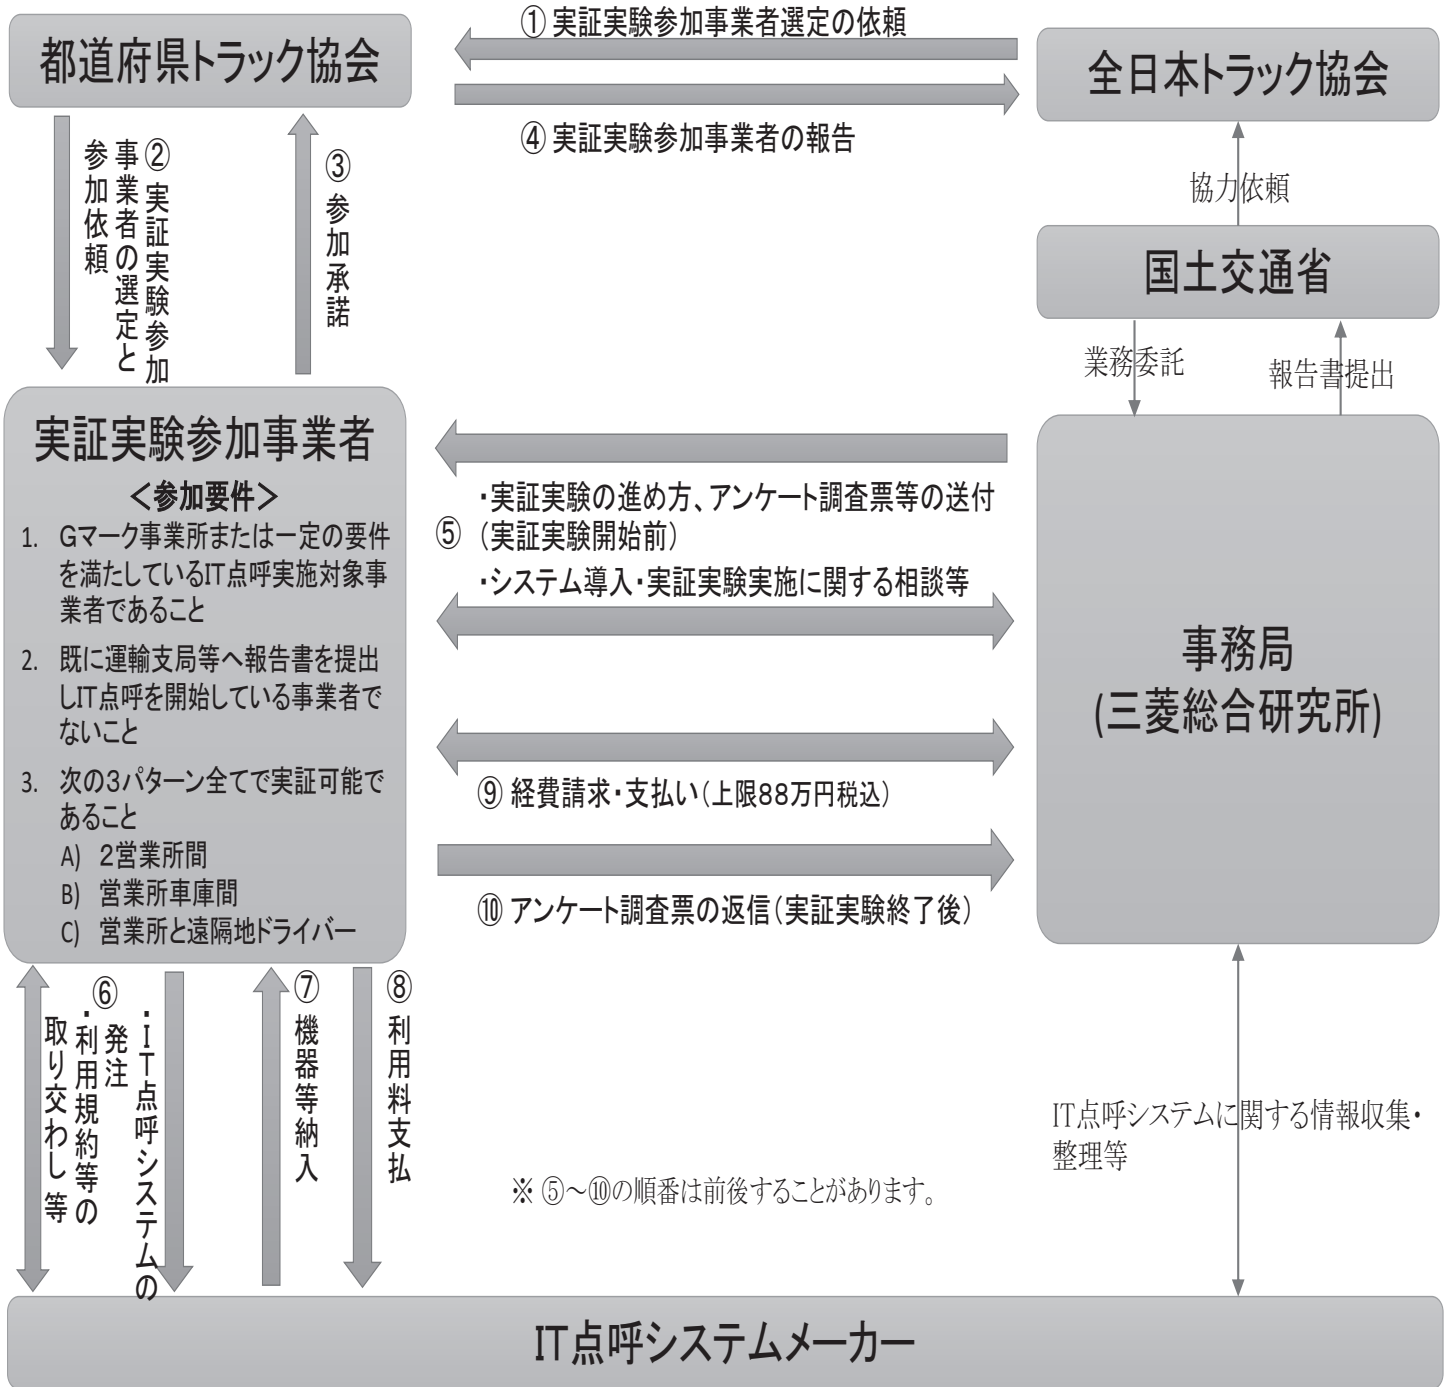 ① 実証実験参加事業者選定の依頼
都道府県トラック協会
全日本トラック協会
④ 実証実験参加事業者の報告
② 実証実験参加
事業者の選定と
参加依頼
③ 参加承諾
協力依頼
国土交通省
業務委託
報告書提出
実証実験参加事業者
＜参加要件＞
1. Gマーク事業所または一定の要件
を満たしているIT点呼実施対象事
業者であること
2. 既に運輸支局等へ報告書を提出
しIT点呼を開始している事業者で
ないこと
3. 次の3パターン全てで実証可能で
あること
A) 2営業所間
B) 営業所車庫間
C) 営業所と遠隔地ドライバー
・実証実験の進め方、アンケート調査票等の送付
⑤ （実証実験開始前）
・システム導入・実証実験実施に関する相談等
事務局
(三菱総合研究所)
⑨ 経費請求・支払い（上限88万円税込）
⑩ アンケート調査票の返信（実証実験終了後）
⑥
・IT点呼システムの
発注
・利用規約等の
取り交わし等
⑦ 機器等納入
⑧ 利用料支払
IT点呼システムに関する情報収集・
整理等
※ ⑤～⑩の順番は前後することがあります。
IT点呼システムメーカー